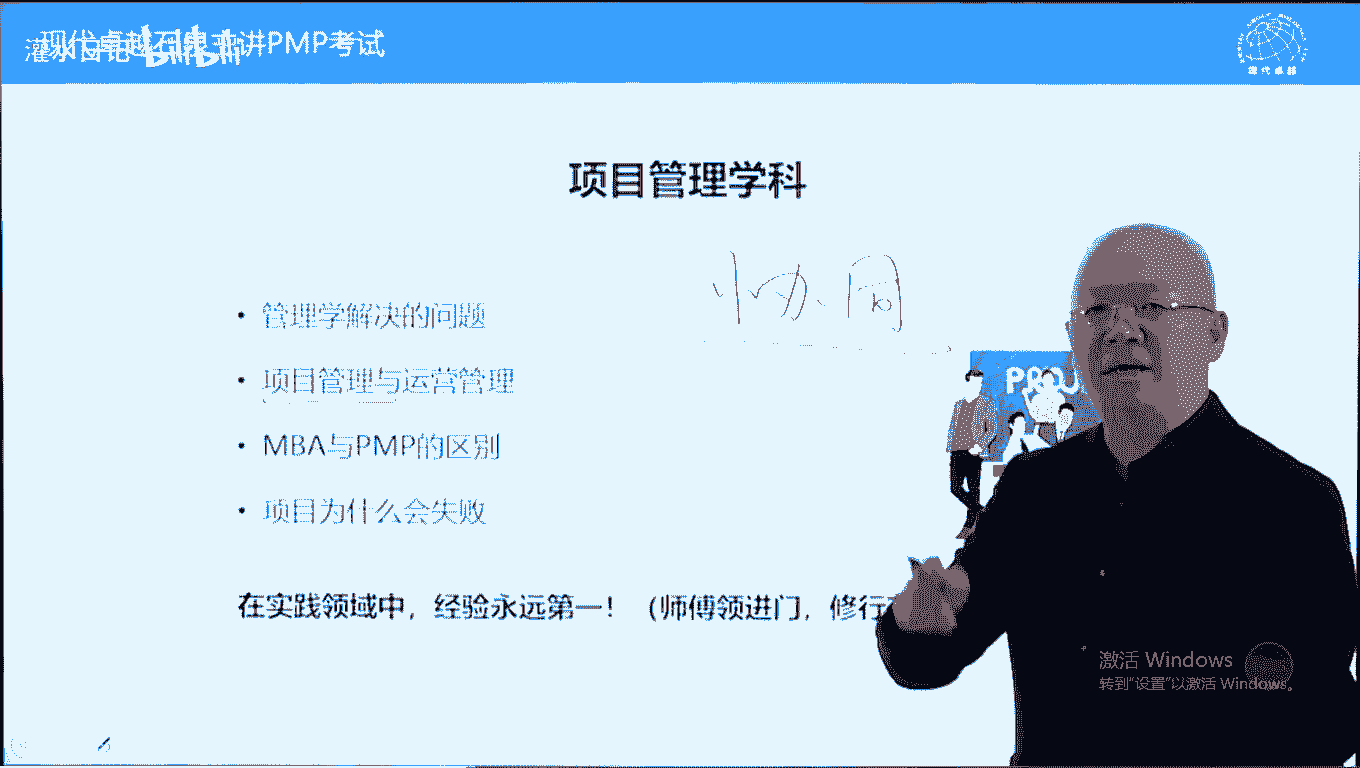 讲PMP考试
现代卓越
项目管理学科
协同
• 管理学解决的问题
PROJ
• 项目管理与运营管理
• MBA与PMP的区别
• 项目为什么会失败
在实践领域中，经验永远第一！（师傅领进门，修行
激活 Windows
转到“设置”以激活 Windows。